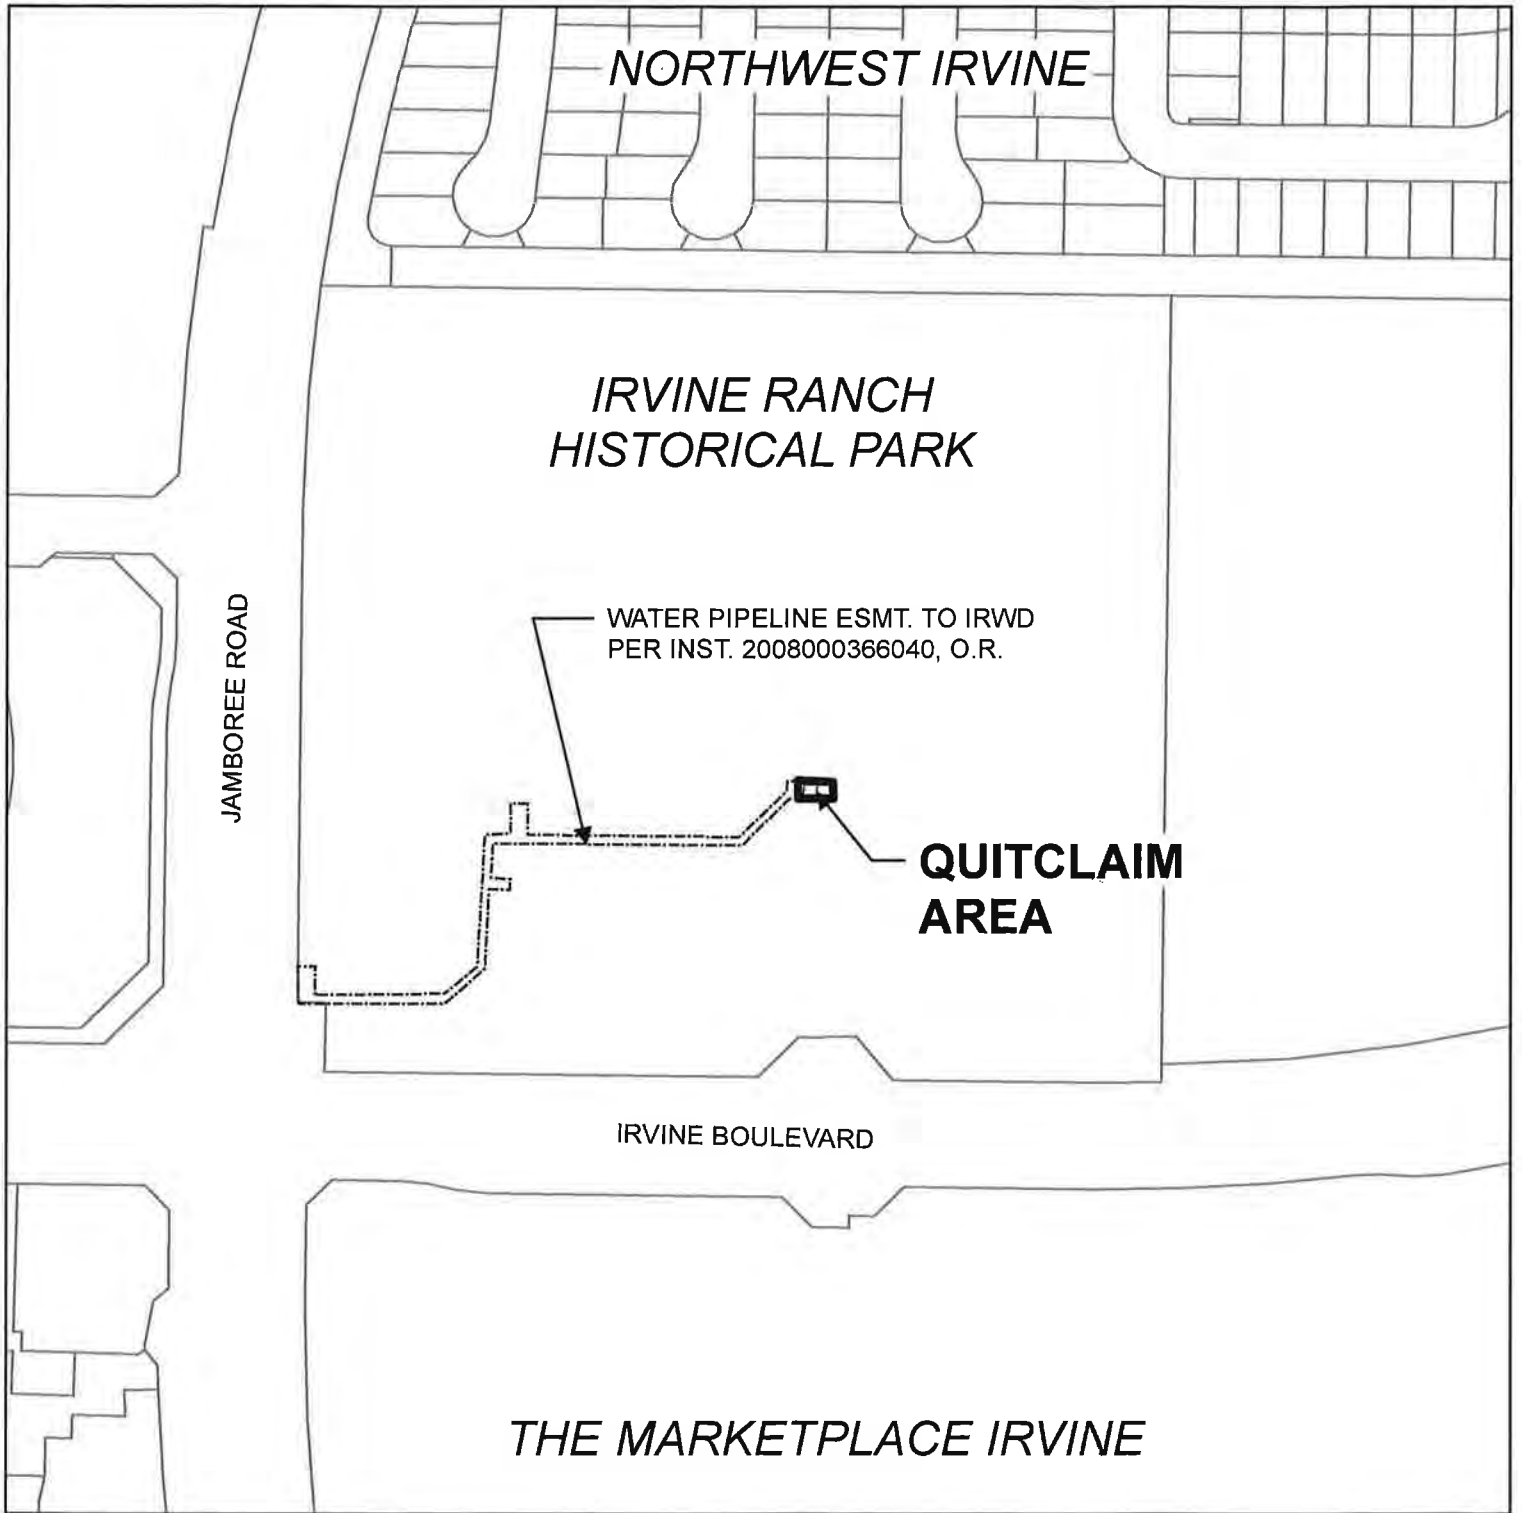 NORTHWEST IRVINE
IRVINE RANCH
HISTORICAL PARK
WATER PIPELINE ESMT. TO IRWD
PER INST. 2008000366040, O.R.
JAMBOREE ROAD
QUITCLAIM
AREA
IRVINE BOULEVARD
THE MARKETPLACE IRVINE